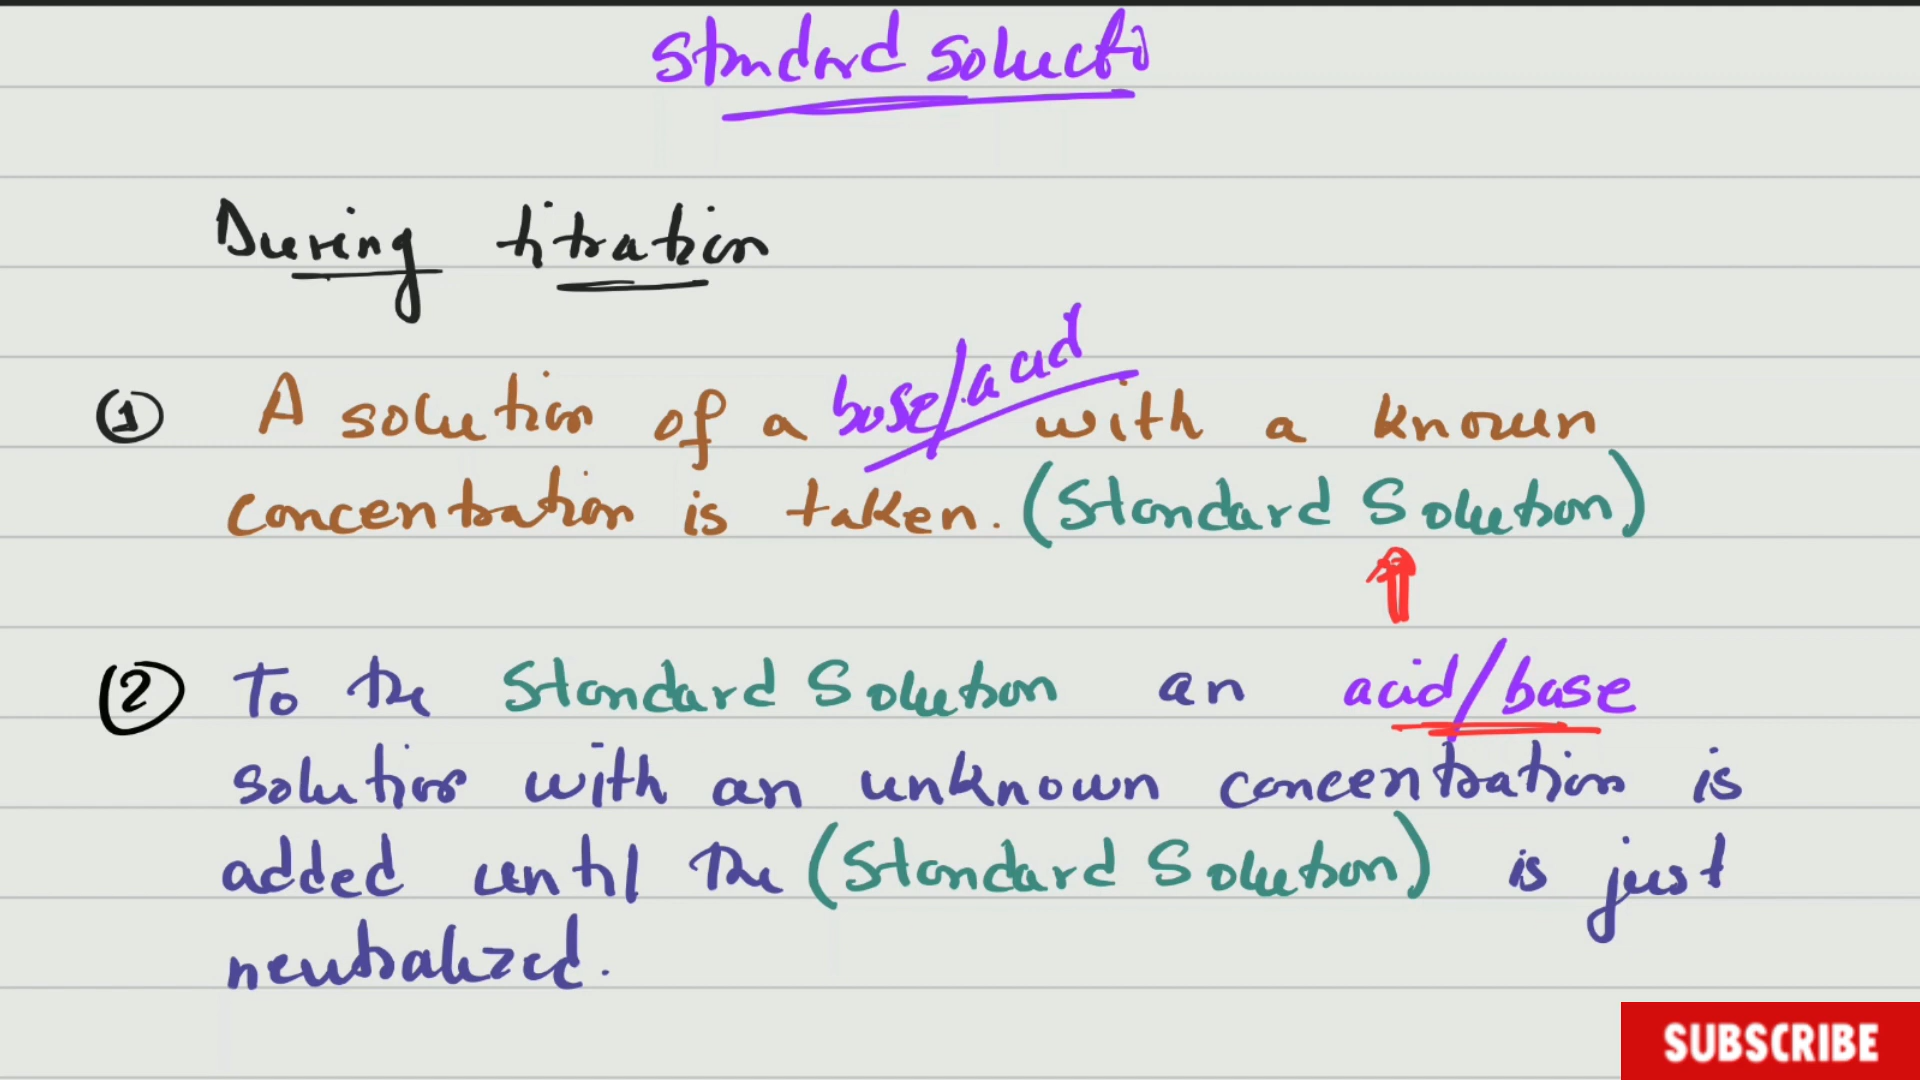 Standard soluti
During titration
① A solution of a base/acid with a known
concentration is taken. (Standard Solution)
② To the Standard Solution an acid/base
solution with an unknown concentration is
added until the (Standard Solution) is just
neutralized.
SUBSCRIBE